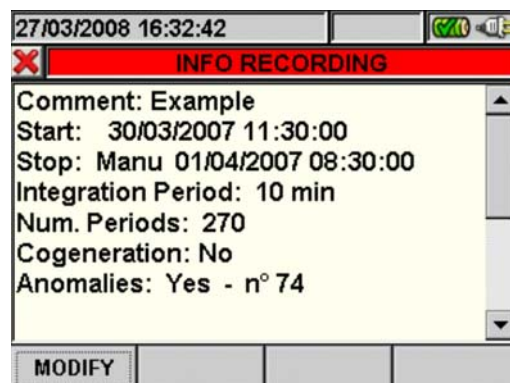 27/03/2008 16:32:42
INFO RECORDING
Comment: Example
Start: 30/03/2007 11:30:00
Stop: Manu 01/04/2007 08:30:00
Integration Period: 10 min
Num. Periods: 270
Cogeneration: No
Anomalies: Yes - n° 74
MODIFY